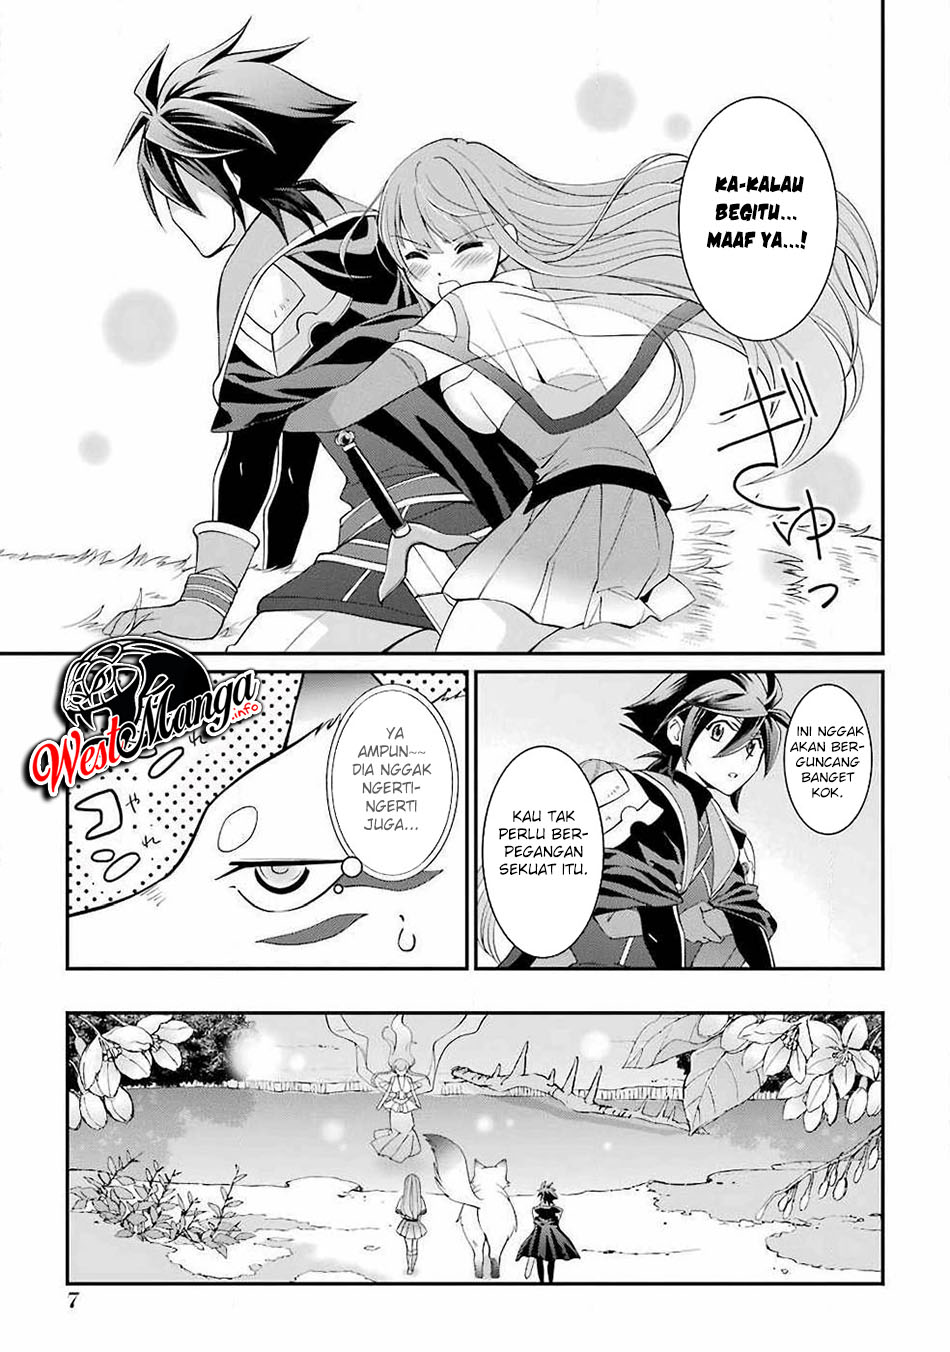 KA-KALAU
BEGITU...
MAAF YA...!
ぎゅっ
INI NGGAK
AKAN BER-
GUNCANG
BANGET
KOK.
KAU TAK
PERLU BER-
PEGANGAN
SEKUAT ITU.
YA
AMPUN~~
DIA NGGAK
NGERTI-
NGERTI
JUGA...
WestManga
.info
7